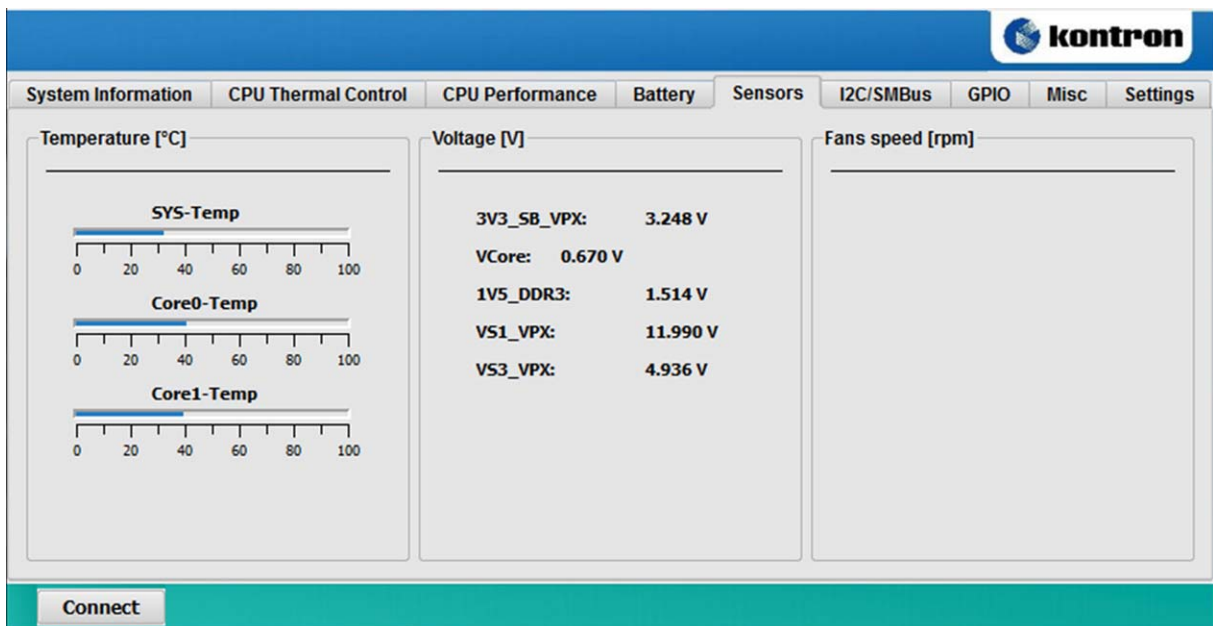 kontron
System Information CPU Thermal Control CPU Performance Battery Sensors I2C/SMBus GPIO Misc Settings
Temperature [°C]
SYS-Temp
0 20 40 60 80 100
Core0-Temp
0 20 40 60 80 100
Core1-Temp
0 20 40 60 80 100
Voltage [V]
3V3_SB_VPX: 3.248 V
VCore: 0.670 V
1V5_DDR3: 1.514 V
VS1_VPX: 11.990 V
VS3_VPX: 4.936 V
Fans speed [rpm]
Connect